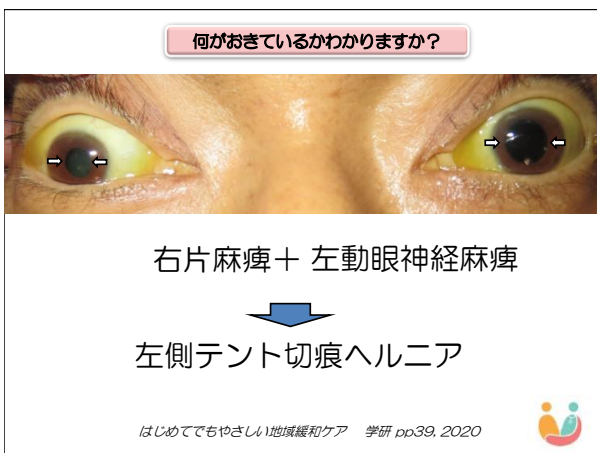 何がおきているかわかりますか？
右片麻痺＋ 左動眼神経麻痺
左側テント切痕ヘルニア
はじめてでもやさしい地域緩和ケア　学研 pp39, 2020